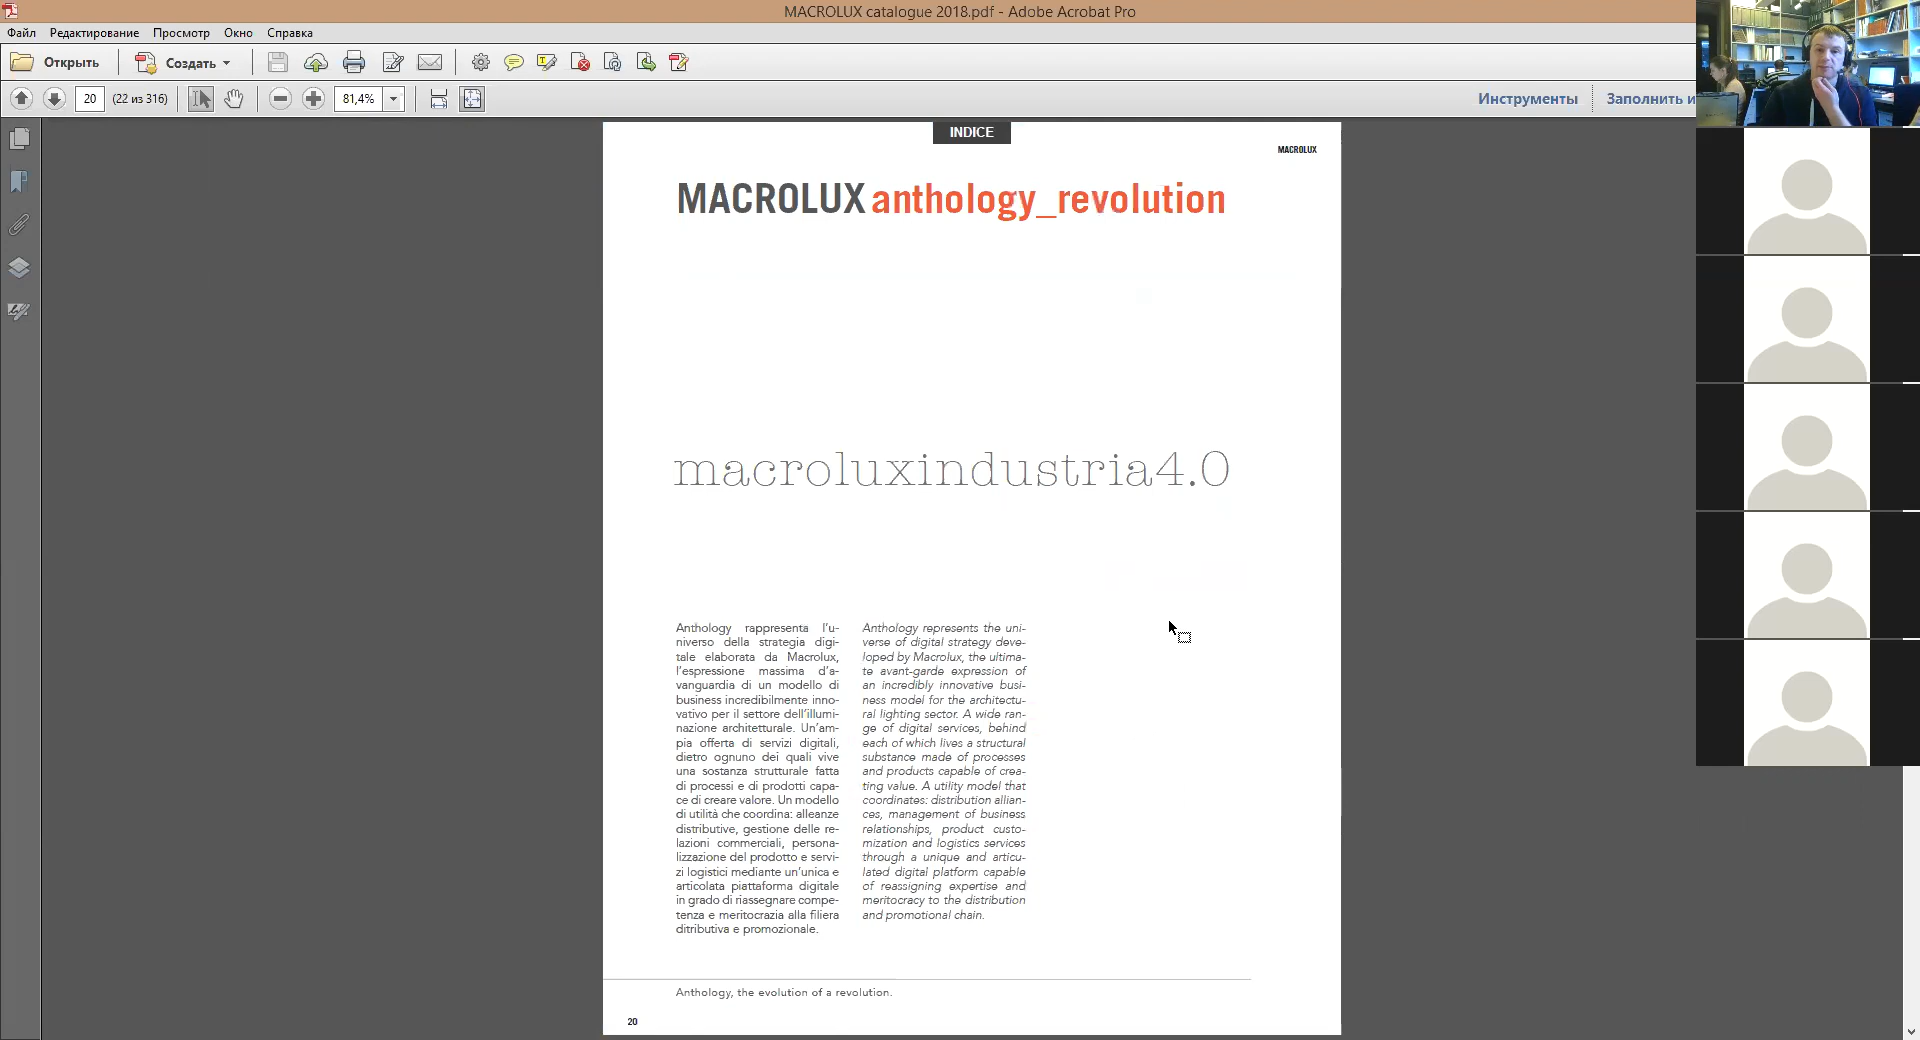 MACROLUX catalogue 2018.pdf - Adobe Acrobat Pro
Файл Редактирование Просмотр Окно Справка
Открыть Создать
20 (22 из 316) 81,4% Инструменты Заполнить и
INDICE
MACROLUX
MACROLUX anthology_revolution
macroluxindustria4.0
Anthology rappresenta l'u-
niverso della strategia digi-
tale elaborata da Macrolux,
l'espressione massima d'a-
vanguardia di un modello di
business incredibilmente inno-
vativo per il settore dell'illumi-
nazione architetturale. Un'am-
pia offerta di servizi digitali,
dietro ognuno dei quali vive
una sostanza strutturale fatta
di processi e di prodotti capa-
ce di creare valore. Un modello
di utilità che coordina: alleanze
distributive, gestione delle re-
lazioni commerciali, persona-
lizzazione del prodotto e servi-
zi logistici mediante un'unica e
articolata piattaforma digitale
in grado di riassegnare compe-
tenza e meritocrazia alla filiera
ditributiva e promozionale.
Anthology represents the uni-
verse of digital strategy deve-
loped by Macrolux, the ultima-
te avant-garde expression of
an incredibly innovative busi-
ness model for the architectu-
ral lighting sector. A wide ran-
ge of digital services, behind
each of which lives a structural
substance made of processes
and products capable of crea-
ting value. A utility model that
coordinates: distribution allian-
ces, management of business
relationships, product custo-
mization and logistics services
through a unique and articu-
lated digital platform capable
of reassigning expertise and
meritocracy to the distribution
and promotional chain.
Anthology, the evolution of a revolution.
20